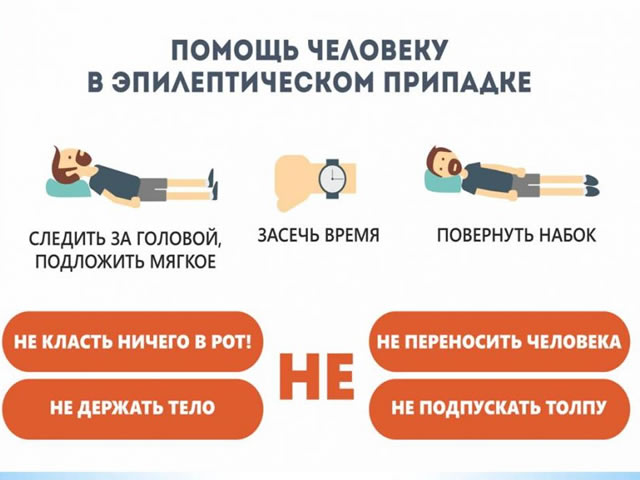 ПОМОЩЬ ЧЕЛОВЕКУ
В ЭПИЛЕПТИЧЕСКОМ ПРИПАДКЕ
СЛЕДИТЬ ЗА ГОЛОВОЙ,
ПОДЛОЖИТЬ МЯГКОЕ
ЗАСЕЧЬ ВРЕМЯ
ПОВЕРНУТЬ НАБОК
НЕ КЛАСТЬ НИЧЕГО В РОТ!
НЕ ДЕРЖАТЬ ТЕЛО
НЕ
НЕ ПЕРЕНОСИТЬ ЧЕЛОВЕКА
НЕ ПОДПУСКАТЬ ТОЛПУ